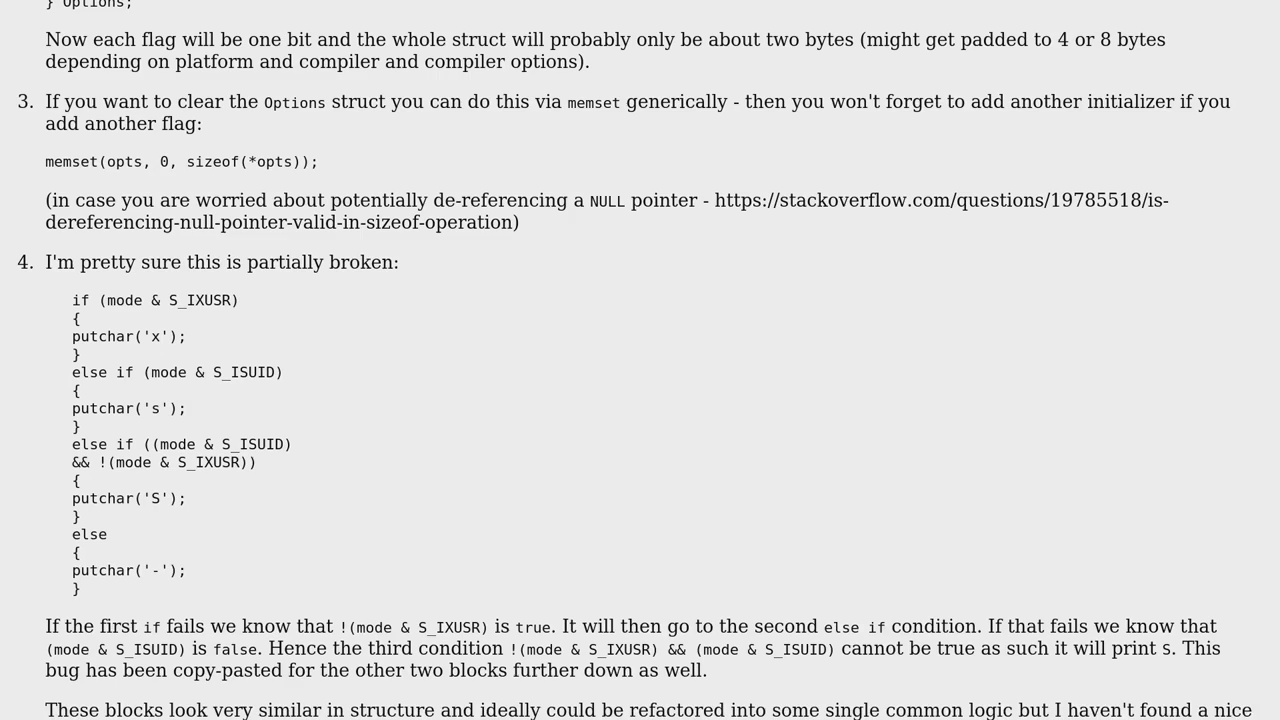 } Options;
Now each flag will be one bit and the whole struct will probably only be about two bytes (might get padded to 4 or 8 bytes
depending on platform and compiler and compiler options).
3. If you want to clear the Options struct you can do this via memset generically - then you won't forget to add another initializer if you
add another flag:
memset(opts, 0, sizeof(*opts));
(in case you are worried about potentially de-referencing a NULL pointer - https://stackoverflow.com/questions/19785518/is-
dereferencing-null-pointer-valid-in-sizeof-operation)
4. I'm pretty sure this is partially broken:
if (mode & S_IXUSR)
{
putchar('x');
}
else if (mode & S_ISUID)
{
putchar('s');
}
else if ((mode & S_ISUID)
&& !(mode & S_IXUSR))
{
putchar('S');
}
else
{
putchar('-');
}
If the first if fails we know that !(mode & S_IXUSR) is true. It will then go to the second else if condition. If that fails we know that
(mode & S_ISUID) is false. Hence the third condition !(mode & S_IXUSR) && (mode & S_ISUID) cannot be true as such it will print S. This
bug has been copy-pasted for the other two blocks further down as well.
These blocks look very similar in structure and ideally could be refactored into some single common logic but I haven't found a nice